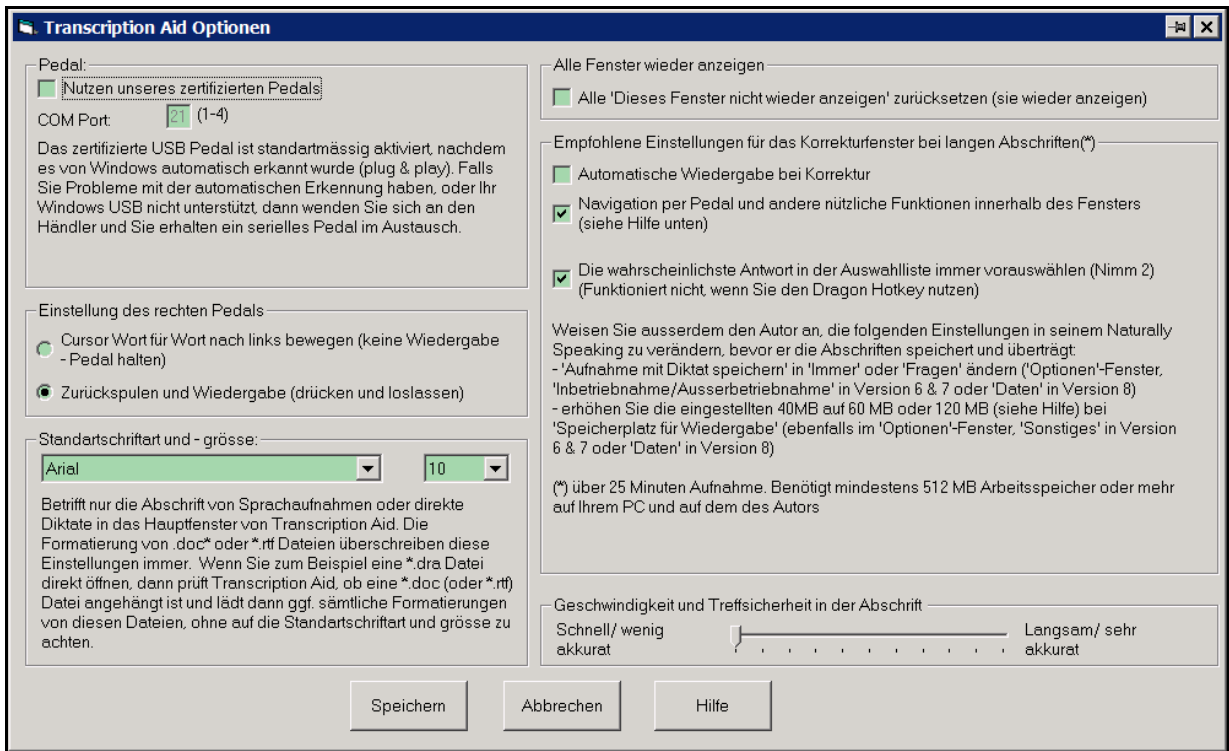 Transcription Aid Optionen
Pedal:
Nutzen unseres zertifizierten Pedals
COM Port: 21 (1-4)
Das zertifizierte USB Pedal ist standartmässig aktiviert, nachdem
es von Windows automatisch erkannt wurde (plug & play). Falls
Sie Probleme mit der automatischen Erkennung haben, oder Ihr
Windows USB nicht unterstützt, dann wenden Sie sich an den
Händler und Sie erhalten ein serielles Pedal im Austausch.
Einstellung des rechten Pedals
Cursor Wort für Wort nach links bewegen (keine Wiedergabe
- Pedal halten)
Zurückspulen und Wiedergabe (drücken und loslassen)
Standartschriftart und - grösse:
Arial 10
Betrifft nur die Abschrift von Sprachaufnahmen oder direkte
Diktate in das Hauptfenster von Transcription Aid. Die
Formatierung von .doc* oder *.rtf Dateien überschreiben diese
Einstellungen immer. Wenn Sie zum Beispiel eine *.dra Datei
direkt öffnen, dann prüft Transcription Aid, ob eine *.doc (oder *.rtf)
Datei angehängt ist und lädt dann ggf. sämtliche Formatierungen
von diesen Dateien, ohne auf die Standartschriftart und grösse zu
achten.
Alle Fenster wieder anzeigen
Alle 'Dieses Fenster nicht wieder anzeigen' zurücksetzen (sie wieder anzeigen)
Empfohlene Einstellungen für das Korrekturfenster bei langen Abschriften(*)
Automatische Wiedergabe bei Korrektur
Navigation per Pedal und andere nützliche Funktionen innerhalb des Fensters
(siehe Hilfe unten)
Die wahrscheinlichste Antwort in der Auswahlliste immer vorauswählen (Nimm 2)
(Funktioniert nicht, wenn Sie den Dragon Hotkey nutzen)
Weisen Sie ausserdem den Autor an, die folgenden Einstellungen in seinem Naturally
Speaking zu verändern, bevor er die Abschriften speichert und überträgt:
- 'Aufnahme mit Diktat speichern' in 'Immer' oder 'Fragen' ändern ('Optionen'-Fenster,
'Inbetriebnahme/Ausserbetriebnahme' in Version 6 & 7 oder 'Daten' in Version 8)
- erhöhen Sie die eingestellten 40MB auf 60 MB oder 120 MB (siehe Hilfe) bei
'Speicherplatz für Wiedergabe' (ebenfalls im 'Optionen'-Fenster, 'Sonstiges' in Version
6 & 7 oder 'Daten' in Version 8)
(*) über 25 Minuten Aufnahme. Benötigt mindestens 512 MB Arbeitsspeicher oder mehr
auf Ihrem PC und auf dem des Autors
Geschwindigkeit und Treffsicherheit in der Abschrift
Schnell/ wenig
akkurat
Langsam/ sehr
akkurat
Speichern Abbrechen Hilfe